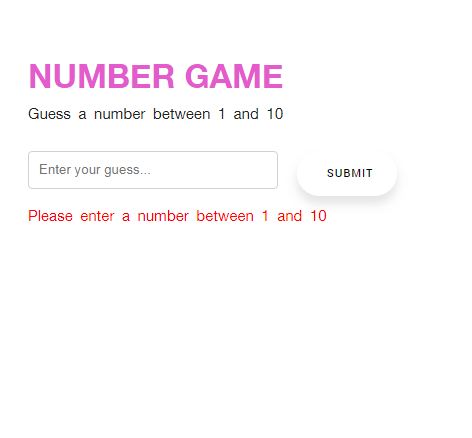 NUMBER GAME
Guess a number between 1 and 10
Enter your guess...
SUBMIT
Please enter a number between 1 and 10